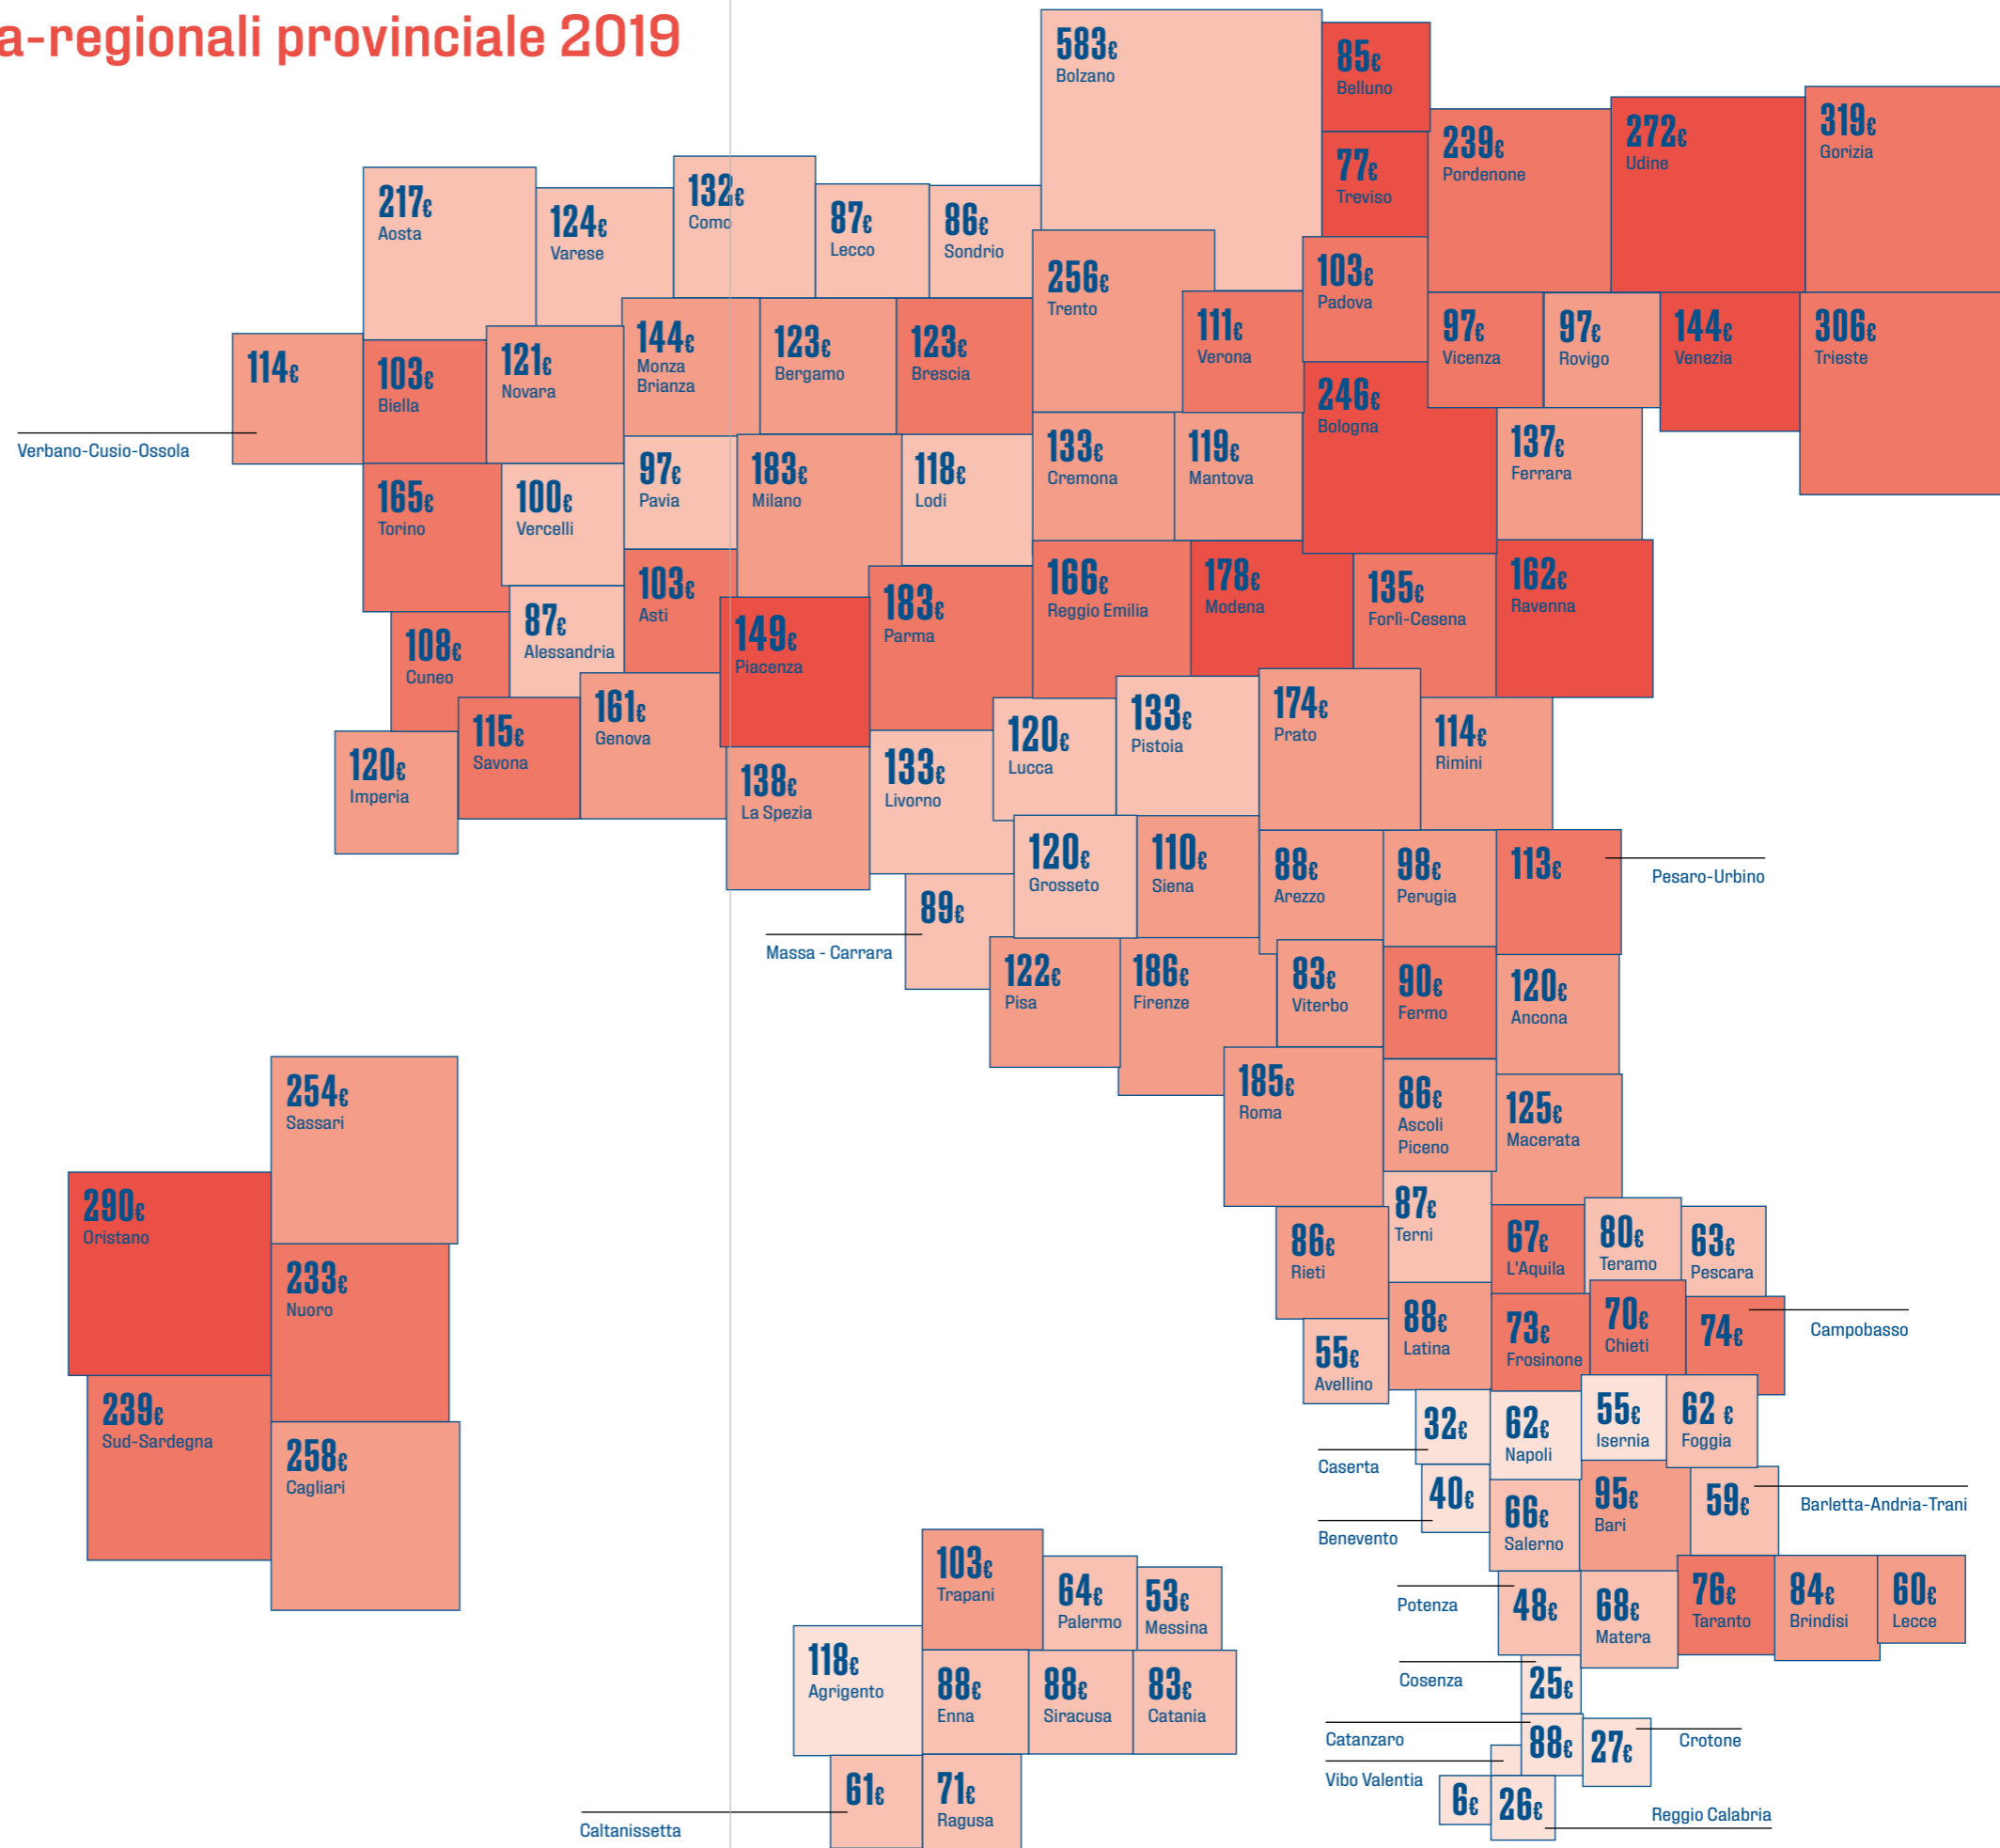 a-regionali provinciale 2019
583€
Bolzano
85€
Belluno
319€
Gorizia
272€
Udine
239€
Pordenone
77€
Treviso
132€
Como
217€
Aosta
124€
Varese
87€
Lecco
86€
Sondrio
256€
Trento
103€
Padova
111€
Verona
97€
Vicenza
97€
Rovigo
144€
Venezia
306€
Trieste
114€
Verbano-Cusio-Ossola
103€
Biella
121€
Novara
144€
Monza
Brianza
123€
Bergamo
123€
Brescia
246€
Bologna
137€
Ferrara
165€
Torino
100€
Vercelli
97€
Pavia
183€
Milano
118€
Lodi
133€
Cremona
119€
Mantova
103€
Asti
183€
Parma
166€
Reggio Emilia
178€
Modena
135€
Forlì-Cesena
162€
Ravenna
108€
Cuneo
87€
Alessandria
149€
Piacenza
161€
Genova
115€
Savona
120€
Imperia
138€
La Spezia
133€
Livorno
120€
Lucca
133€
Pistoia
174€
Prato
114€
Rimini
120€
Grosseto
110€
Siena
88€
Arezzo
98€
Perugia
113€
Pesaro-Urbino
89€
Massa - Carrara
122€
Pisa
186€
Firenze
83€
Viterbo
90€
Fermo
120€
Ancona
185€
Roma
86€
Ascoli
Piceno
125€
Macerata
254€
Sassari
290€
Oristano
233€
Nuoro
239€
Sud-Sardegna
258€
Cagliari
86€
Rieti
87€
Terni
67€
L'Aquila
80€
Teramo
63€
Pescara
88€
Latina
73€
Frosinone
70€
Chieti
74€
Campobasso
55€
Avellino
32€
Caserta
62€
Napoli
55€
Isernia
62 €
Foggia
40€
Benevento
66€
Salerno
95€
Bari
59€
Barletta-Andria-Trani
48€
Potenza
68€
Matera
76€
Taranto
84€
Brindisi
60€
Lecce
103€
Trapani
64€
Palermo
53€
Messina
118€
Agrigento
88€
Enna
88€
Siracusa
83€
Catania
61€
Caltanissetta
71€
Ragusa
Cosenza
25€
Catanzaro
88€
27€
Crotone
Vibo Valentia
6€
26€
Reggio Calabria